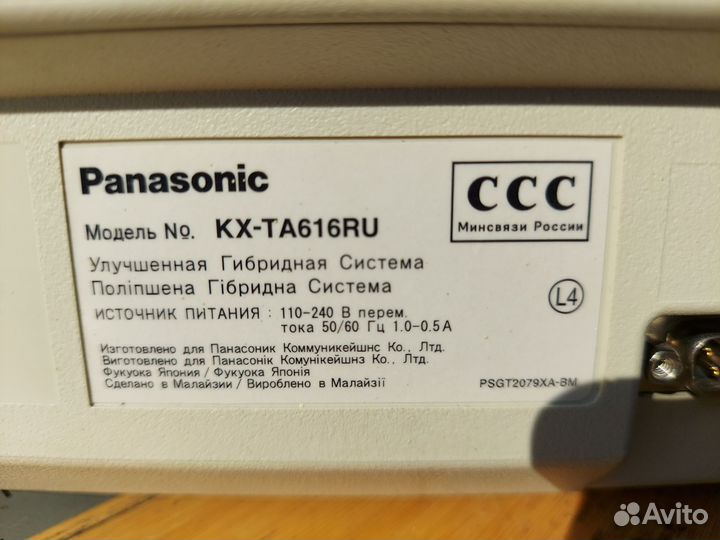 Panasonic
CCC
Минсвязи России
Модель No. KX-TA616RU
Улучшенная Гибридная Система
Поліпшена Гібридна Система
L4
ИСТОЧНИК ПИТАНИЯ : 110-240 В перем.
тока 50/60 Гц 1.0-0.5 А
Изготовлено для Панасоник Коммуникейшнс Ко., Лтд.
Виготовлено для Панасонік Комунікейшнз Ко., Лтд.
Фукуока Япония / Фукуока Японія
Сделано в Малайзии / Вироблено в Малайзії
PSGT2079XA-BM
Avito